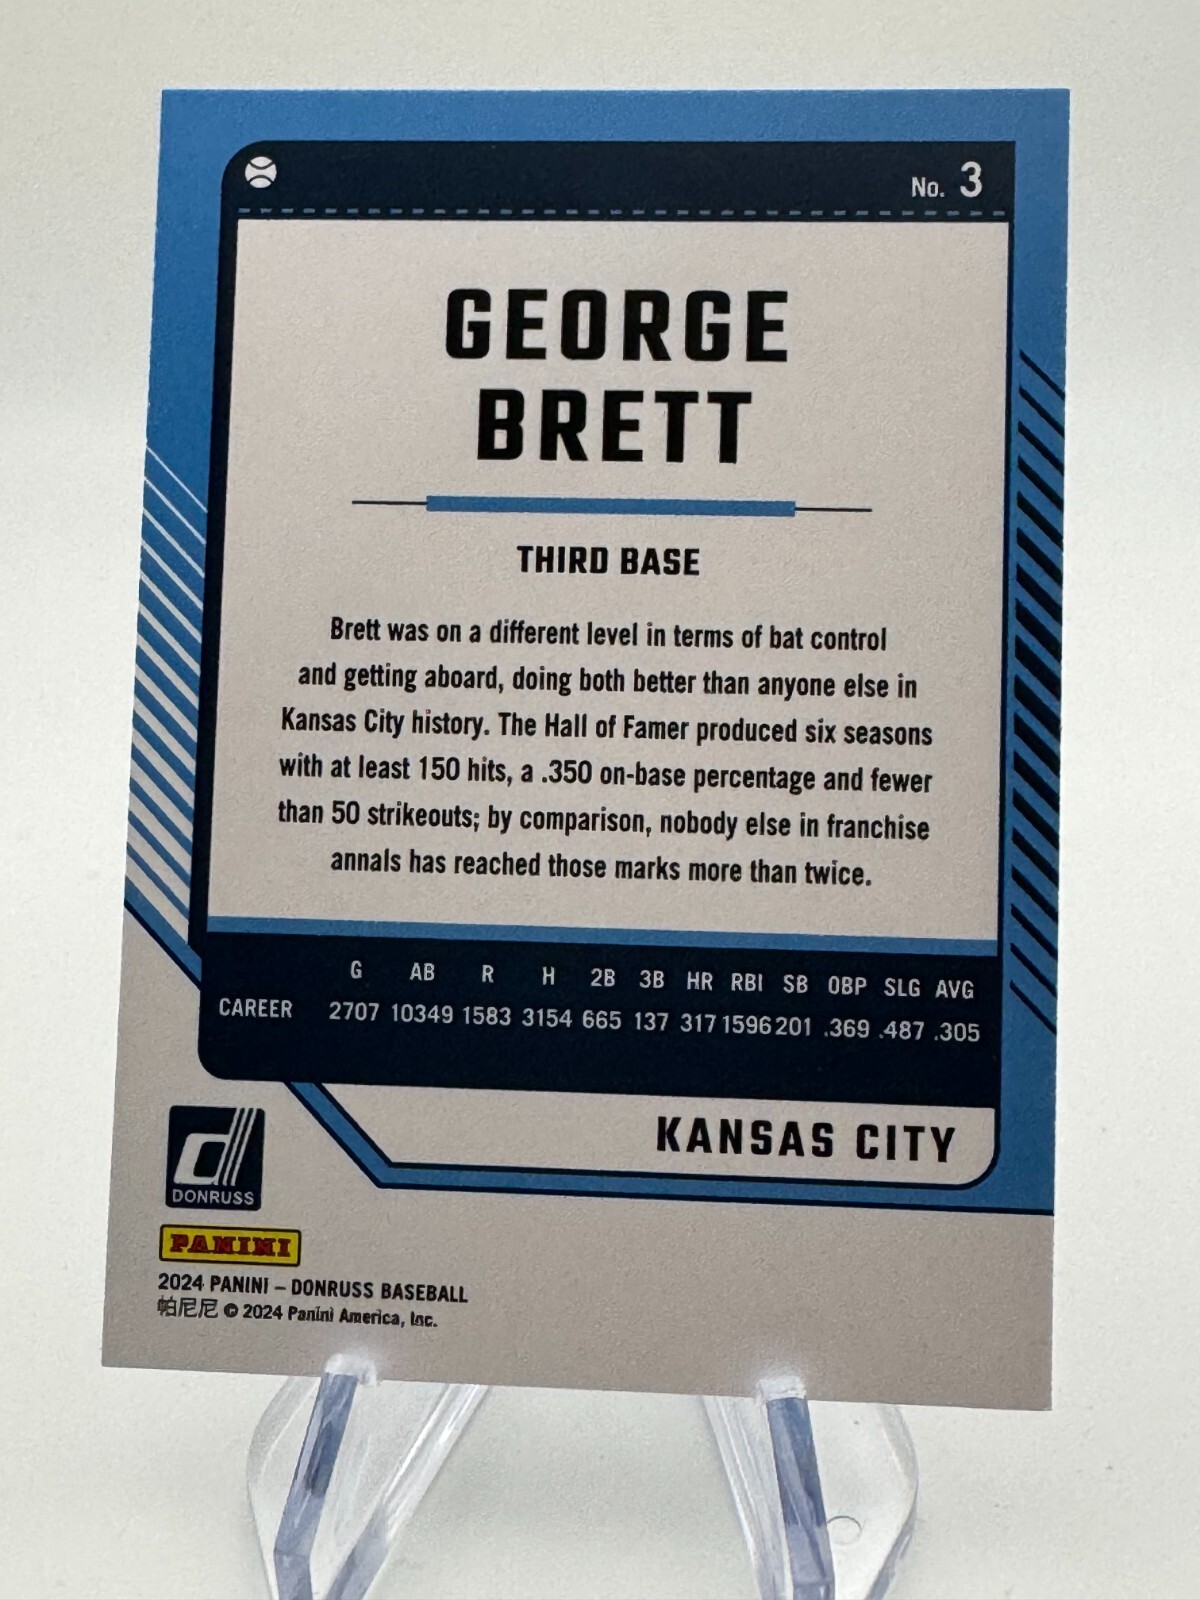 No. 3
GEORGE
BRETT
THIRD BASE
Brett was on a different level in terms of bat control
and getting aboard, doing both better than anyone else in
Kansas City history. The Hall of Famer produced six seasons
with at least 150 hits, a .350 on-base percentage and fewer
than 50 strikeouts; by comparison, nobody else in franchise
annals has reached those marks more than twice.
G AB R H 2B 3B HR RBI SB OBP SLG AVG
CAREER 2707 10349 1583 3154 665 137 317 1596 201 .369 .487 .305
KANSAS CITY
d
DONRUSS
PANINI
2024 PANINI – DONRUSS BASEBALL
帕尼尼 © 2024 Panini America, Inc.